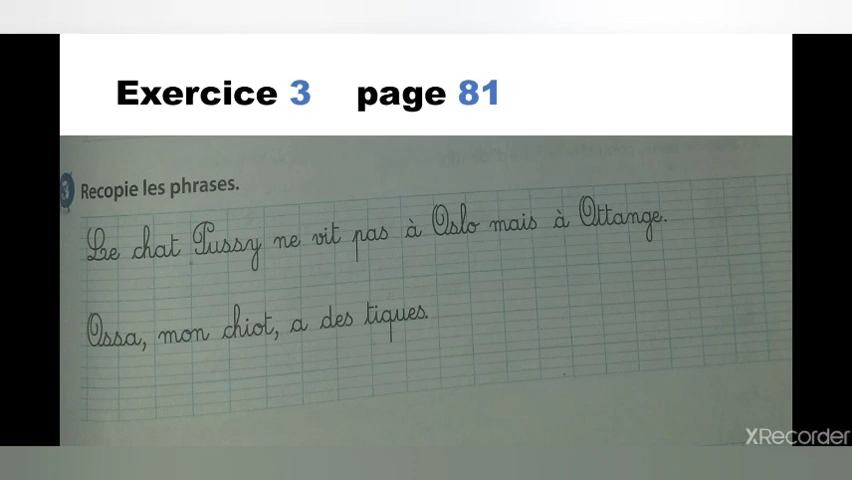 Exercice 3 page 81
3 Recopie les phrases.
Le chat Pussy ne vit pas à Oslo mais à Ottange.
Ossa, mon chiot, a des tiques.
XRecorder